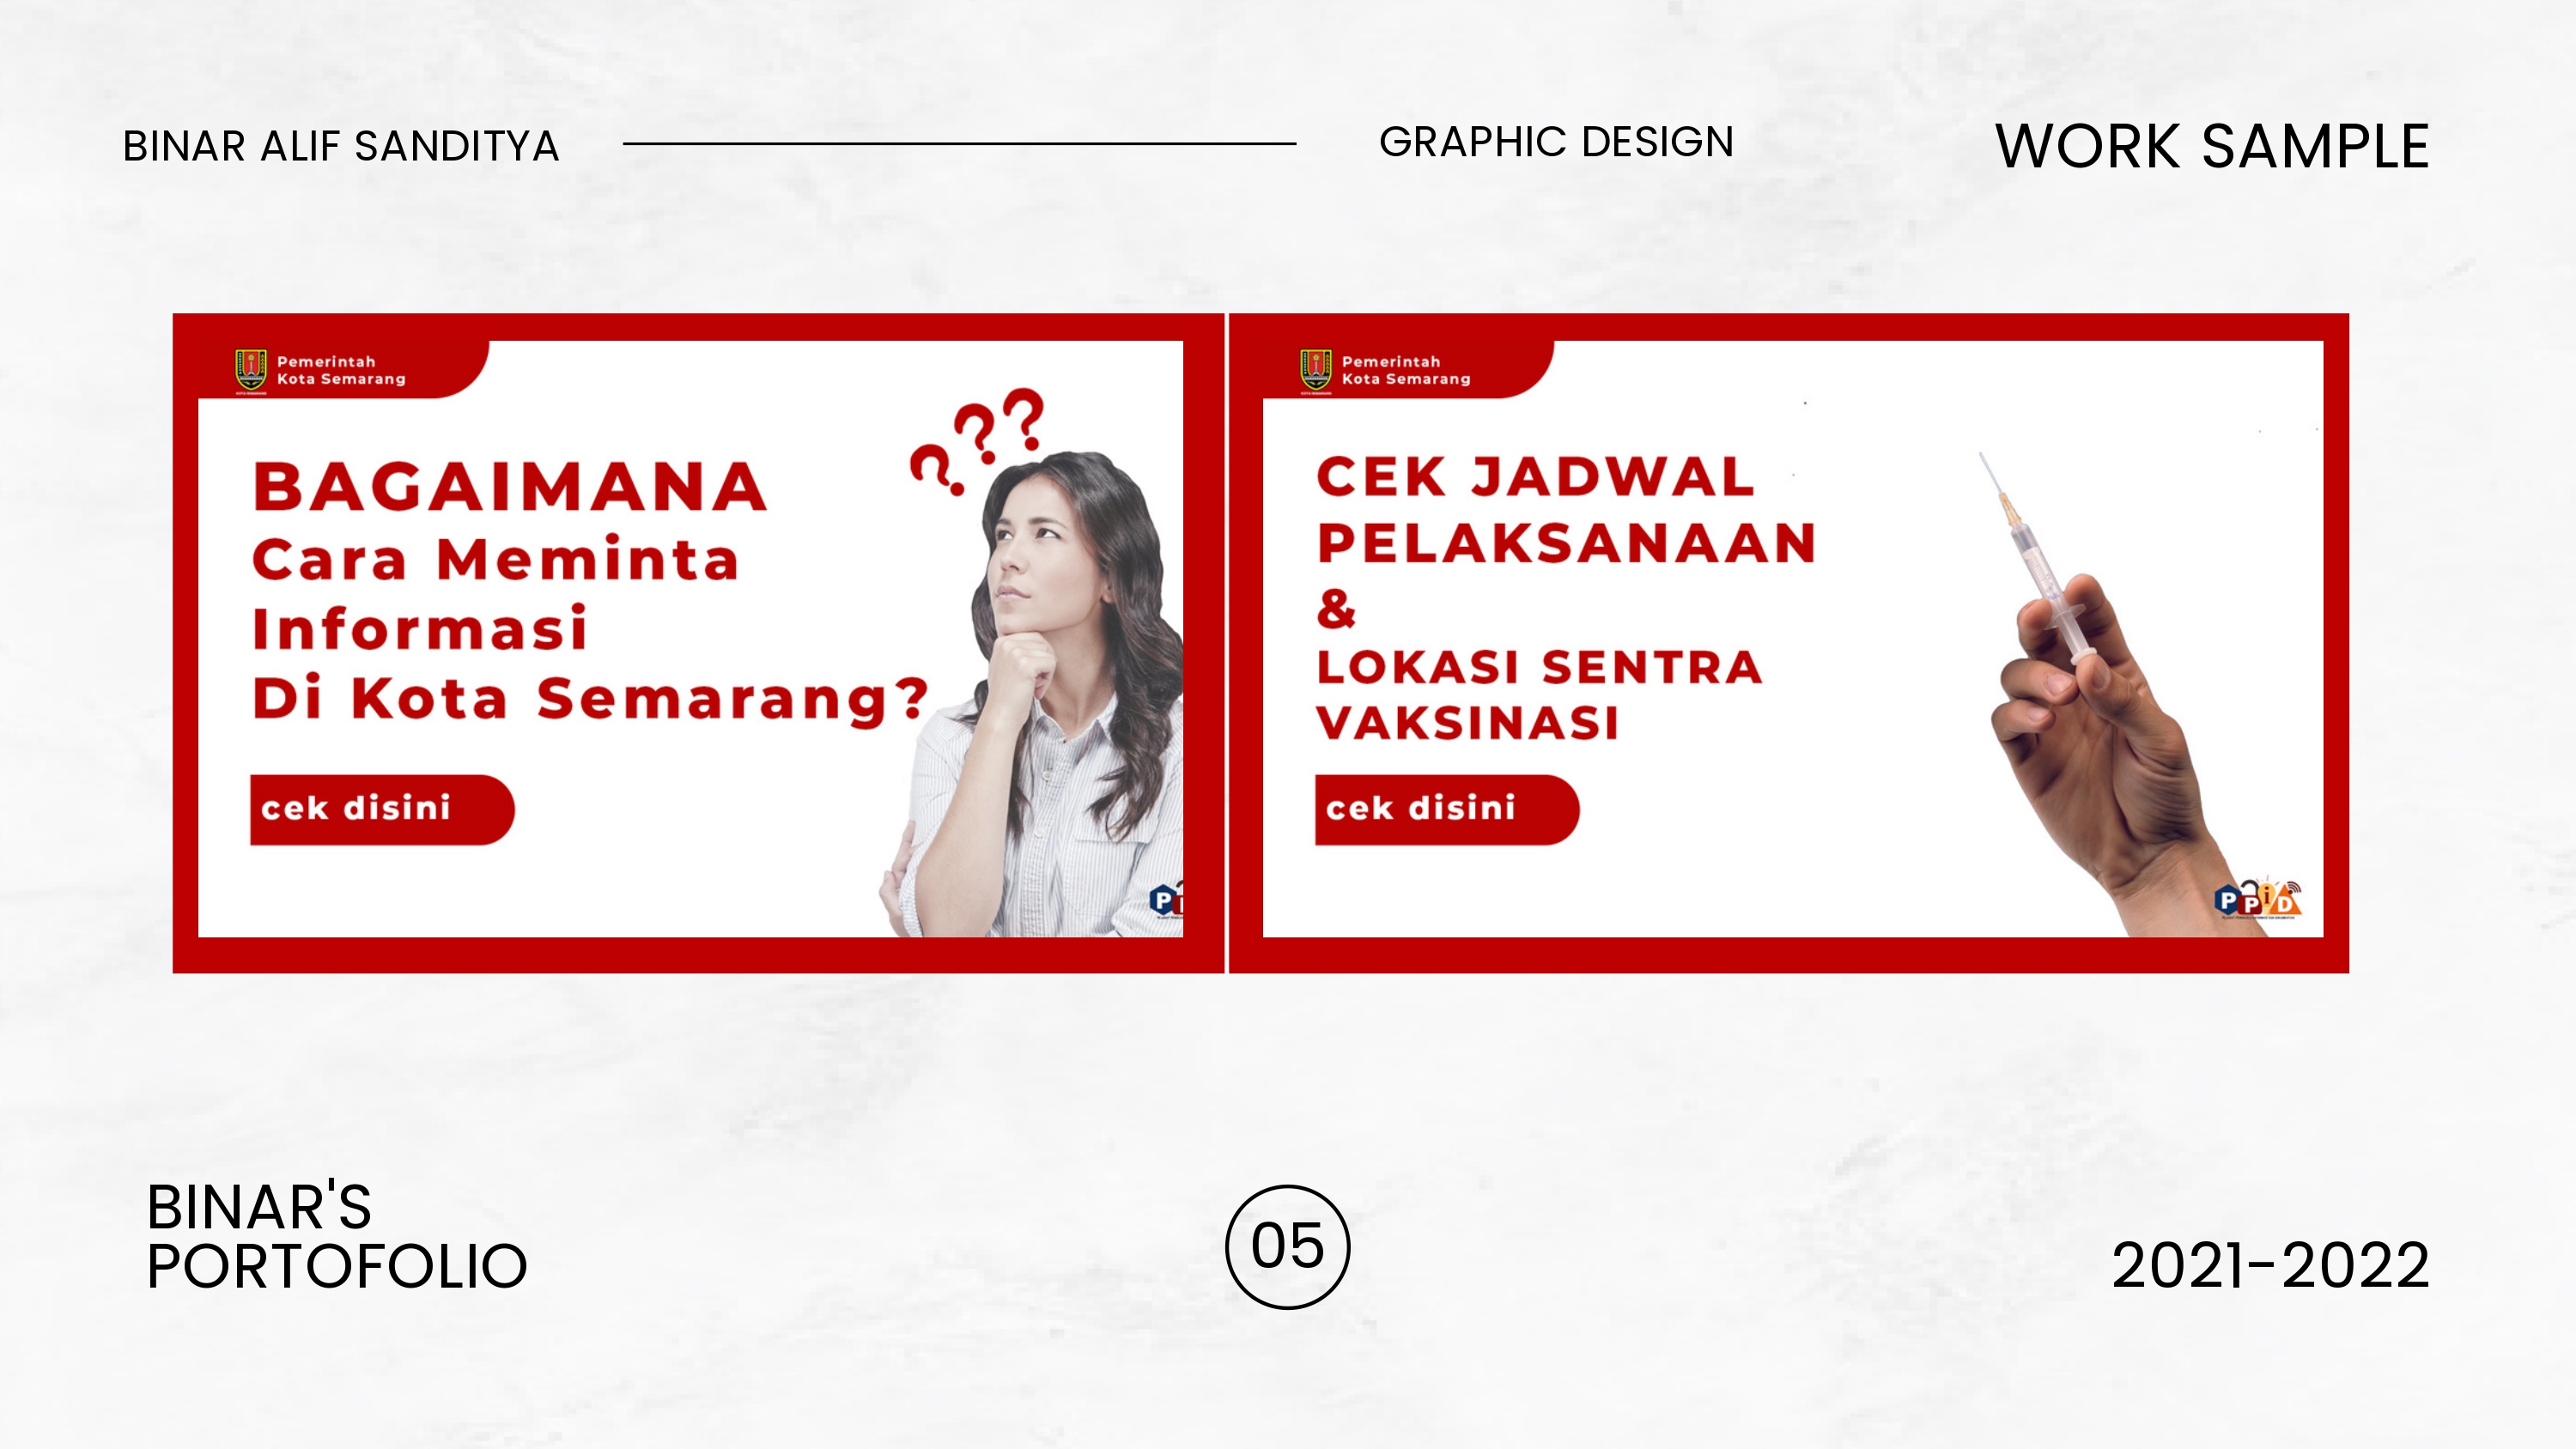 BINAR ALIF SANDITYA
GRAPHIC DESIGN
WORK SAMPLE
Pemerintah
Kota Semarang
???
BAGAIMANA
Cara Meminta
Informasi
Di Kota Semarang?
cek disini
Pemerintah
Kota Semarang
CEK JADWAL
PELAKSANAAN
&
LOKASI SENTRA
VAKSINASI
cek disini
PPiD
BINAR'S
PORTOFOLIO
05
2021-2022